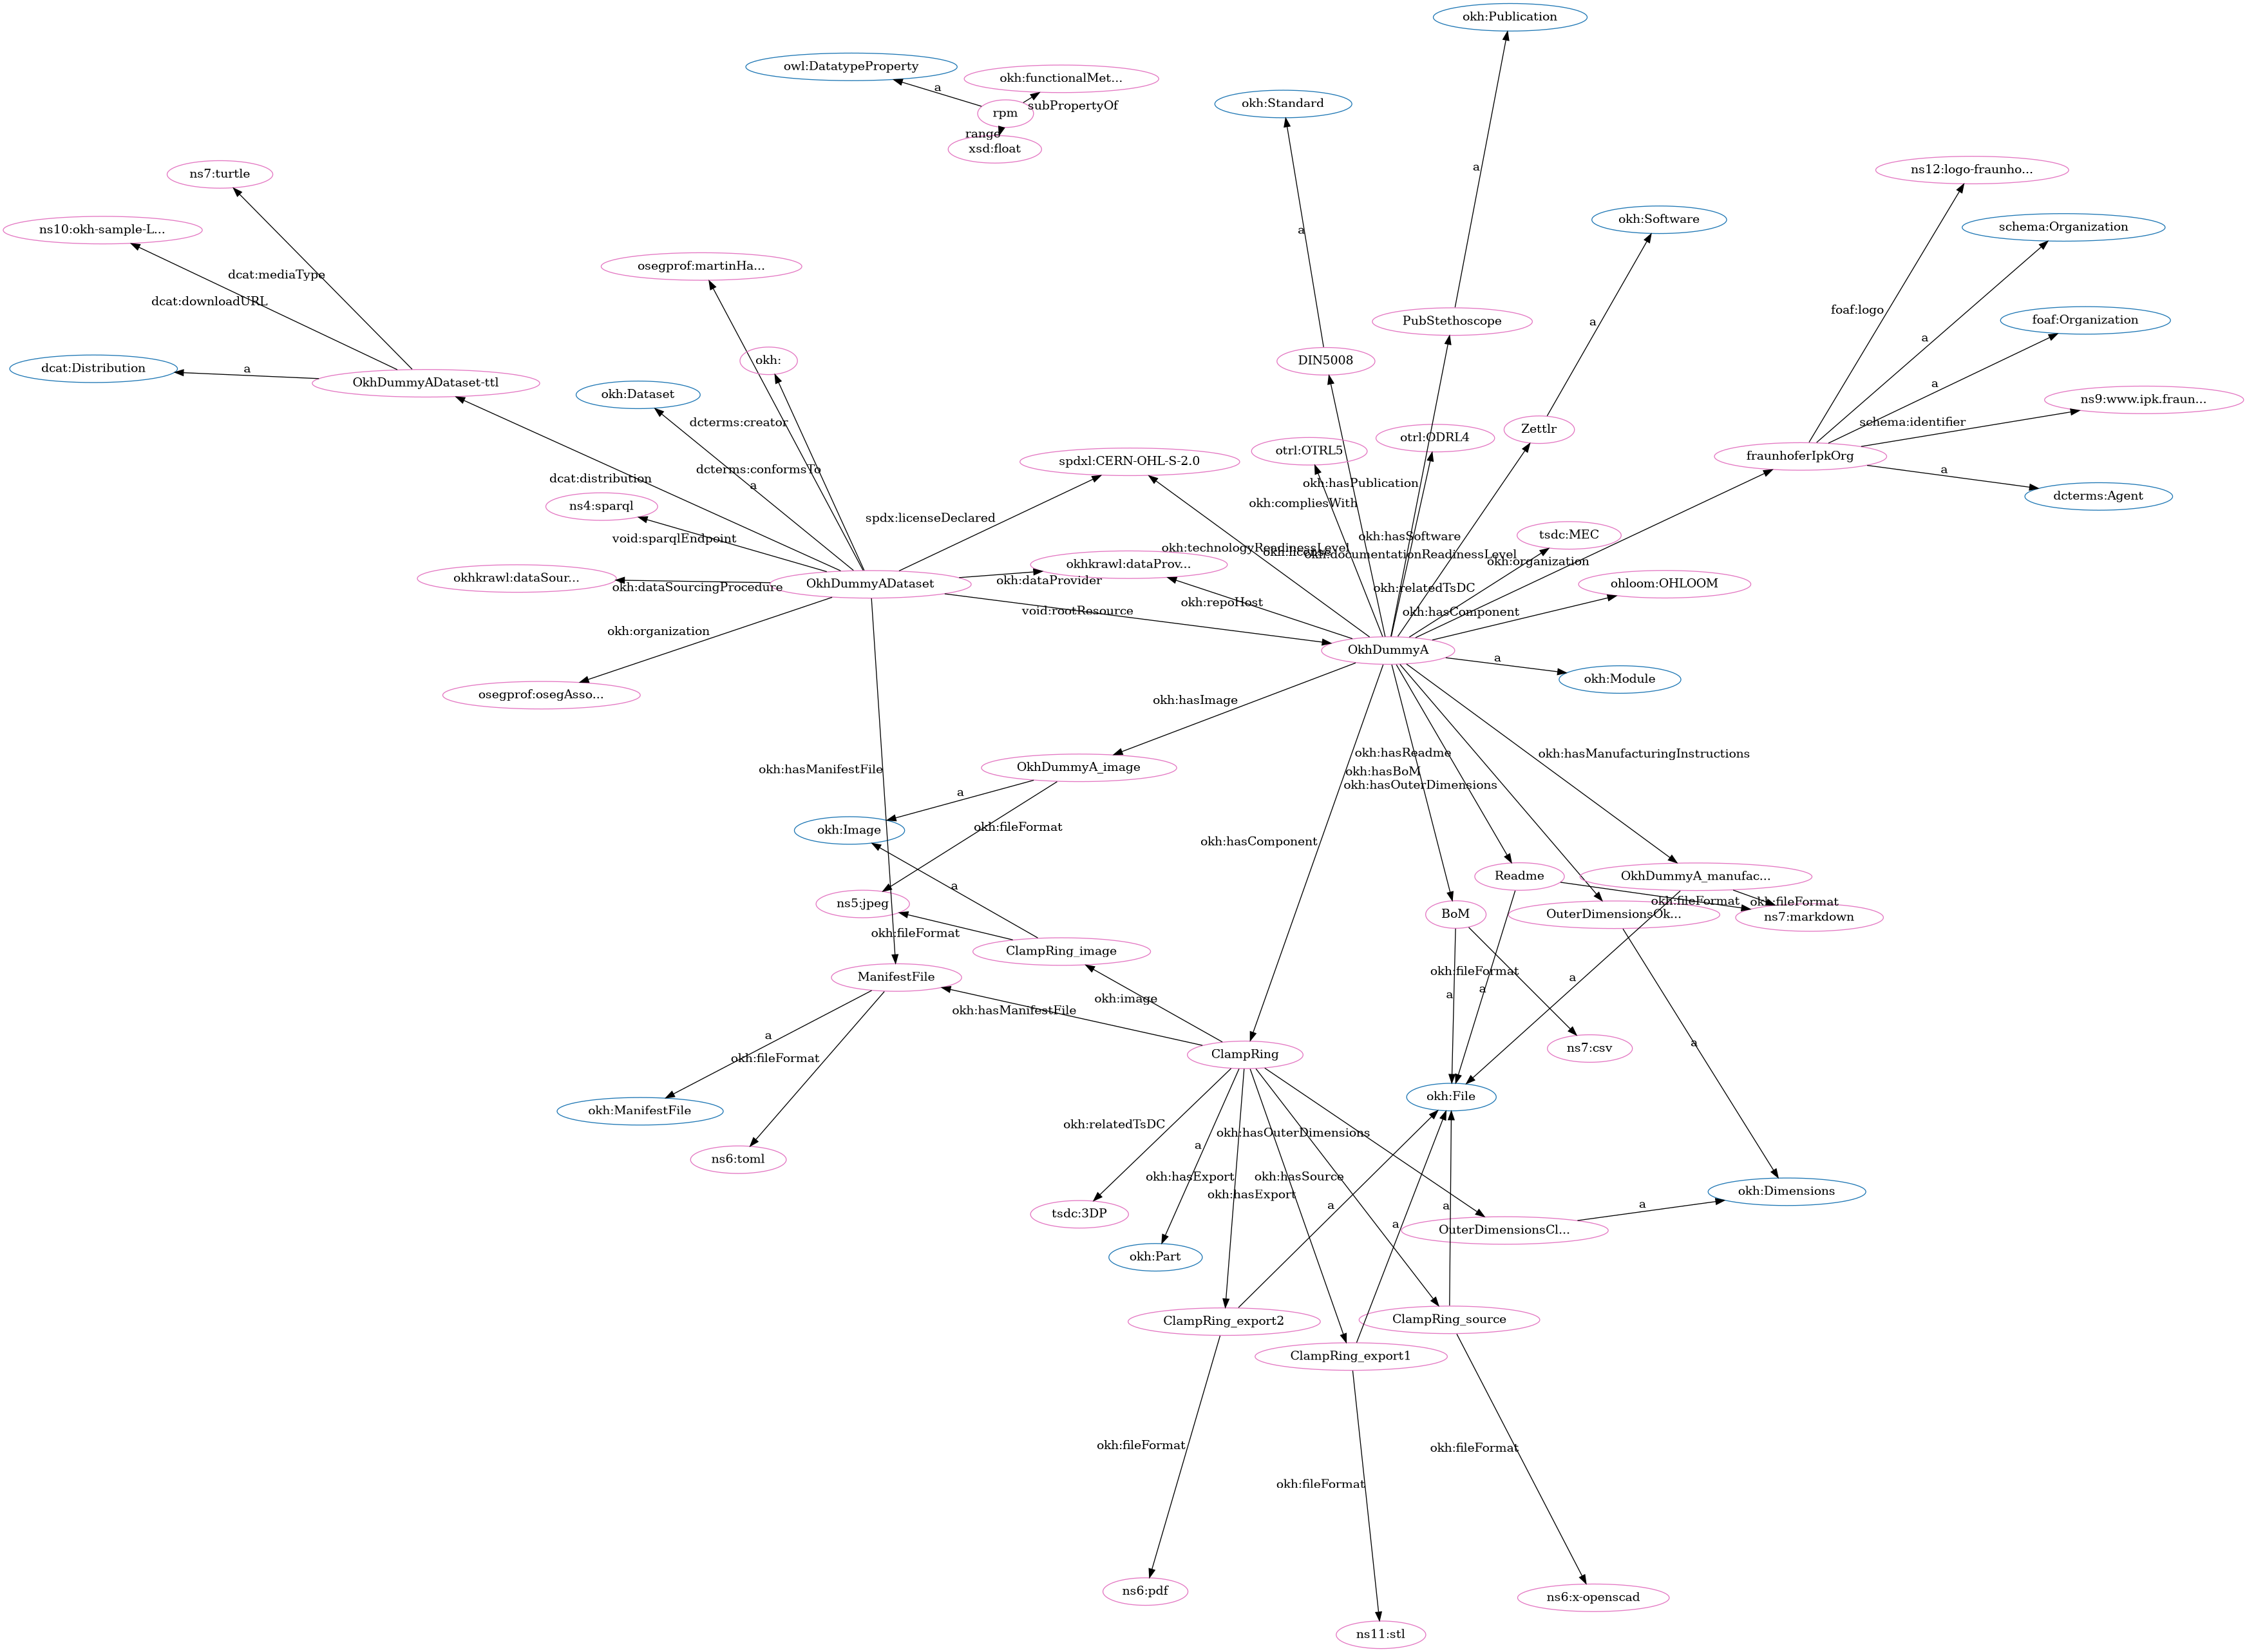 okh:Publication
owl:DatatypeProperty
okh:functionalMet...
a
subPropertyOf
okh:Standard
rpm
range
xsd:float
a
ns7:turtle
ns12:logo-fraunho...
okh:Software
schema:Organization
ns10:okh-sample-L...
a
osegprof:martinHa...
dcat:mediaType
dcat:downloadURL
foaf:logo
PubStethoscope
foaf:Organization
a
a
okh:
DIN5008
dcat:Distribution
a
OkhDummyADataset-ttl
a
okh:Dataset
ns9:www.ipk.fraun...
dcterms:creator
schema:identifier
Zettlr
otrl:ODRL4
otrl:OTRL5
fraunhoferIpkOrg
spdxl:CERN-OHL-S-2.0
dcterms:conformsTo
a
a
dcat:distribution
okh:hasPublication
dcterms:Agent
ns4:sparql
okh:compliesWith
spdx:licenseDeclared
void:sparqlEndpoint
okh:hasSoftware
tsdc:MEC
okh:technologyReadinessLevel
okh:license
okh:documentationReadinessLevel
okh:organization
okhkrawl:dataProv...
okhkrawl:dataSour...
okh:dataSourcingProcedure
OkhDummyADataset
okh:dataProvider
okh:relatedTsDC
ohloom:OHLOOM
okh:repoHost
void:rootResource
okh:hasComponent
okh:organization
OkhDummyA
a
okh:Module
osegprof:osegAsso...
okh:hasImage
okh:hasManifestFile
OkhDummyA_image
okh:hasReadme
okh:hasManufacturingInstructions
okh:hasBoM
okh:hasOuterDimensions
a
okh:Image
okh:fileFormat
okh:hasComponent
a
Readme
OkhDummyA_manufac...
okh:fileFormat
okh:fileFormat
ns5:jpeg
BoM
OuterDimensionsOk...
ns7:markdown
okh:fileFormat
ClampRing_image
ManifestFile
okh:fileFormat
a
okh:image
a
a
okh:hasManifestFile
a
okh:fileFormat
ClampRing
ns7:csv
a
okh:ManifestFile
okh:File
okh:relatedTsDC
okh:hasOuterDimensions
a
ns6:toml
okh:hasExport
okh:hasSource
okh:hasExport
okh:Dimensions
a
a
a
tsdc:3DP
a
OuterDimensionsCl...
okh:Part
ClampRing_export2
ClampRing_source
ClampRing_export1
okh:fileFormat
okh:fileFormat
okh:fileFormat
ns6:pdf
ns6:x-openscad
ns11:stl